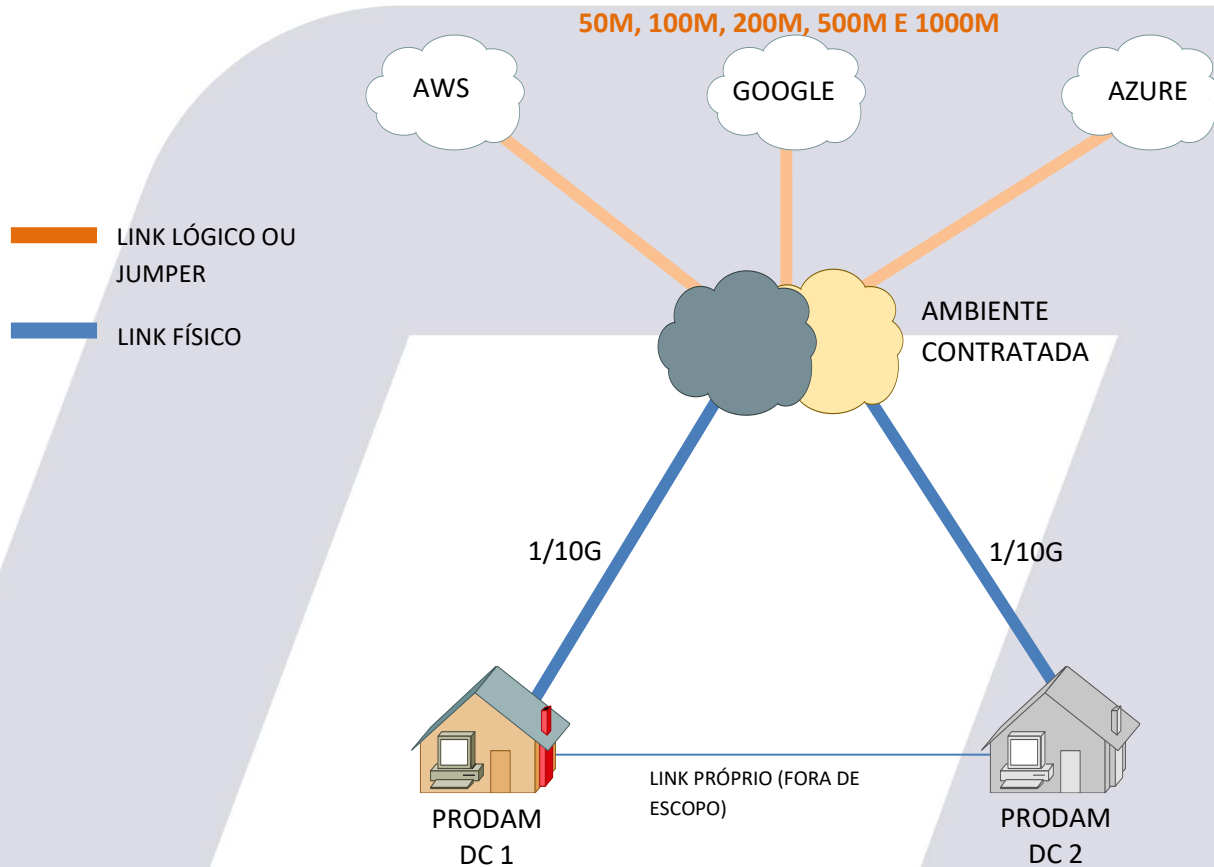 50M, 100M, 200M, 500M E 1000M
AWS
GOOGLE
AZURE
LINK LÓGICO OU
JUMPER
LINK FÍSICO
AMBIENTE
CONTRATADA
1/10G
1/10G
LINK PRÓPRIO (FORA DE
ESCOPO)
PRODAM
DC 1
PRODAM
DC 2